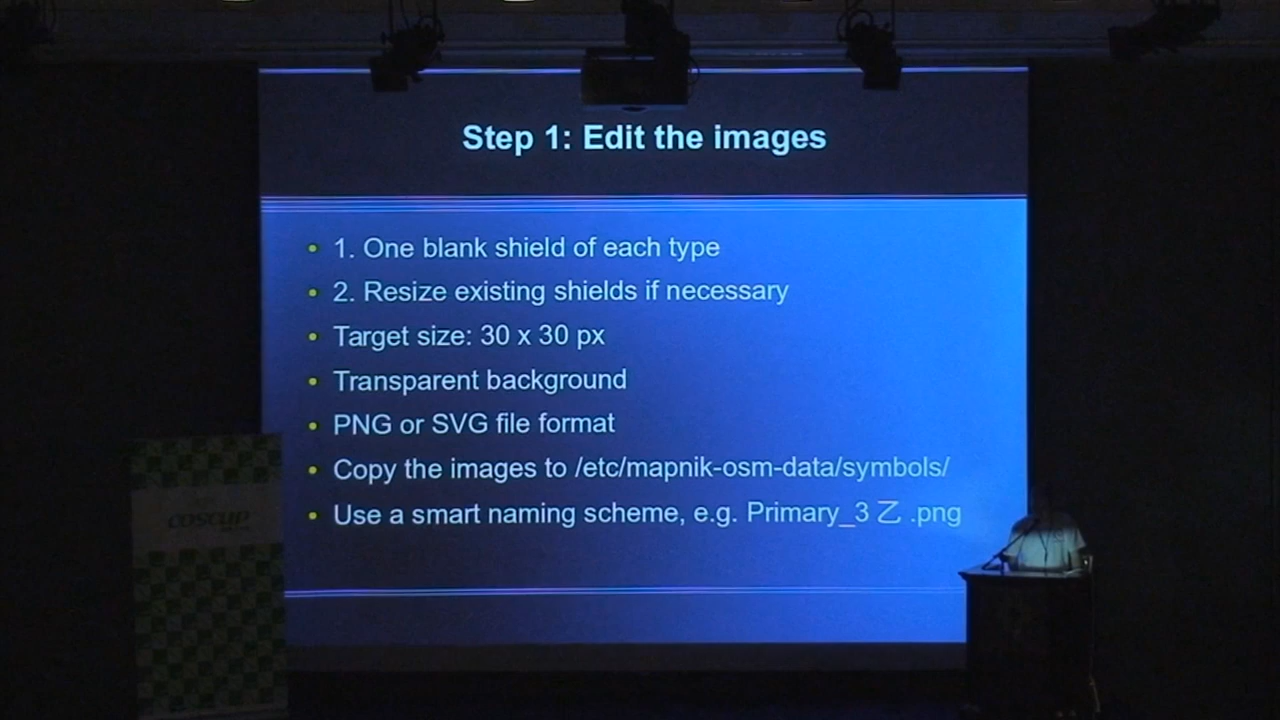 Step 1: Edit the images
• 1. One blank shield of each type
• 2. Resize existing shields if necessary
• Target size: 30 x 30 px
• Transparent background
• PNG or SVG file format
• Copy the images to /etc/mapnik-osm-data/symbols/
• Use a smart naming scheme, e.g. Primary_3 乙 .png
COSCUP